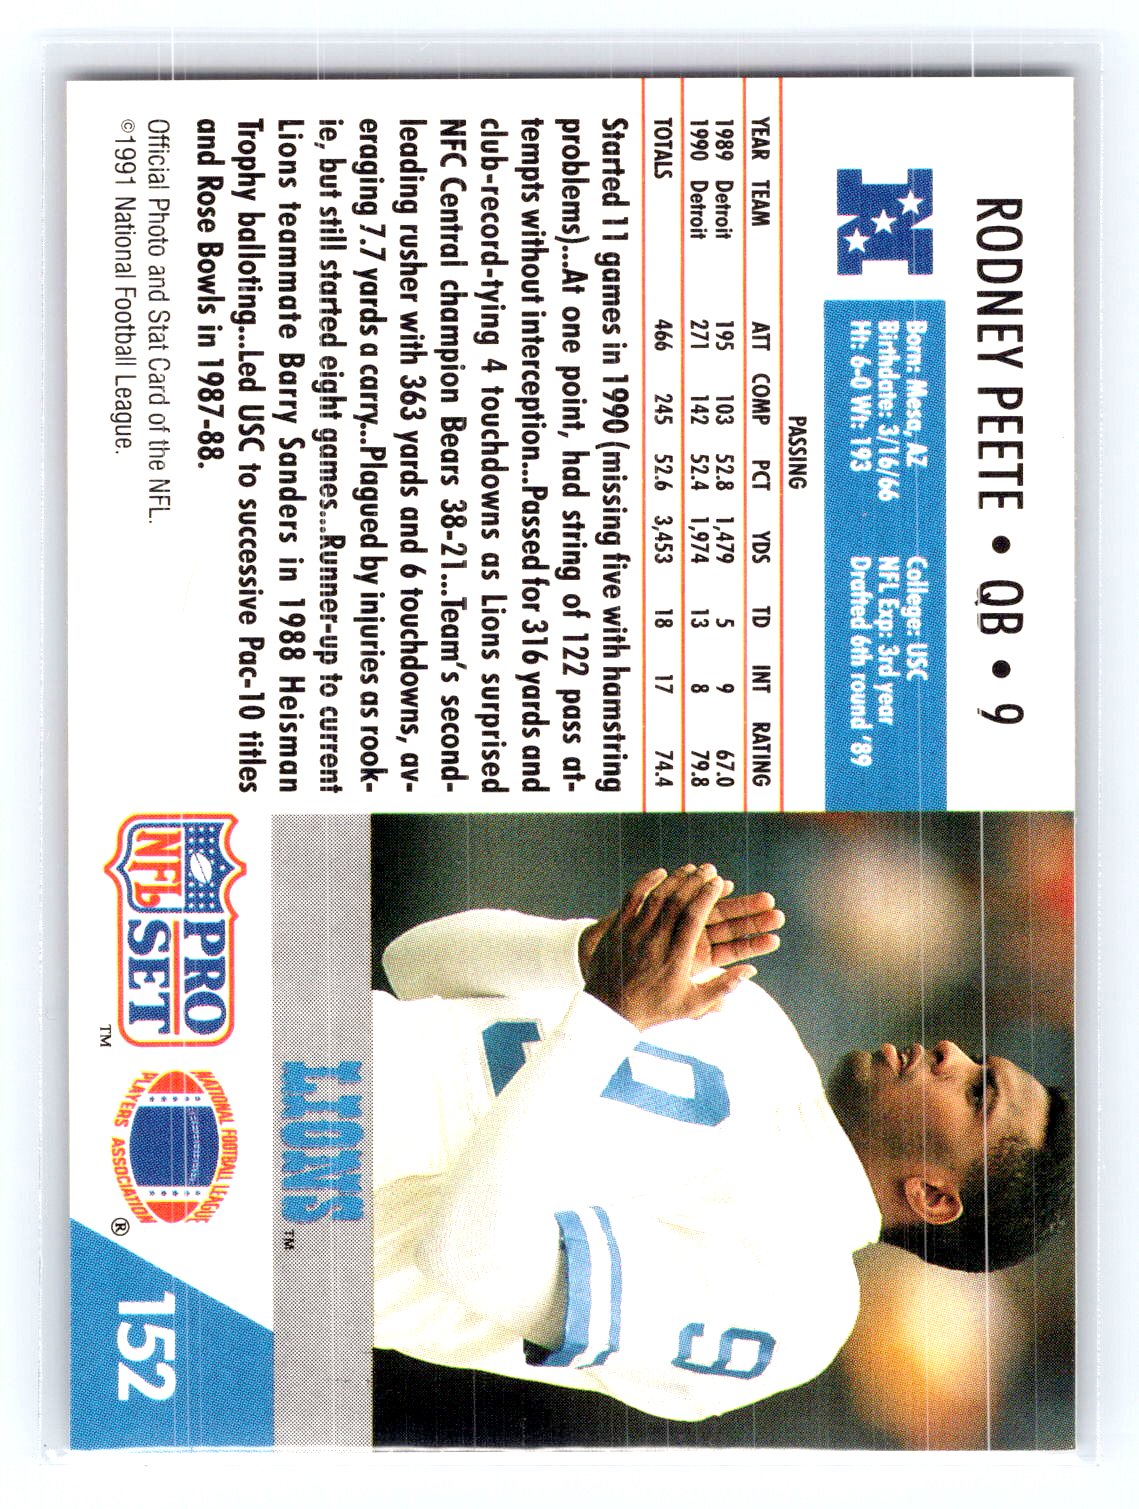 RODNEY PEETE • QB • 9
Born: Mesa, AZ College: USC
Birthdate: 3/16/66 NFL Exp: 3rd year
Ht: 6-0 Wt: 193 Drafted 6th round '89
PASSING
YEAR TEAM ATT COMP PCT YDS TD INT RATING
1989 Detroit 195 103 52.8 1,479 5 9 67.0
1990 Detroit 271 142 52.4 1,974 13 8 79.8
TOTALS 466 245 52.6 3,453 18 17 74.4
Started 11 games in 1990 (missing five with hamstring
problems)...At one point, had string of 122 pass at-
tempts without interception...Passed for 316 yards and
club-record-tying 4 touchdowns as Lions surprised
NFC Central champion Bears 38-21...Team's second-
leading rusher with 363 yards and 6 touchdowns, av-
eraging 7.7 yards a carry...Plagued by injuries as rook-
ie, but still started eight games...Runner-up to current
Lions teammate Barry Sanders in 1988 Heisman
Trophy balloting...Led USC to successive Pac-10 titles
and Rose Bowls in 1987-88.
Official Photo and Stat Card of the NFL.
©1991 National Football League.
9
LIONS™
NFL PRO SET™
NATIONAL FOOTBALL LEAGUE
PLAYERS ASSOCIATION®
152